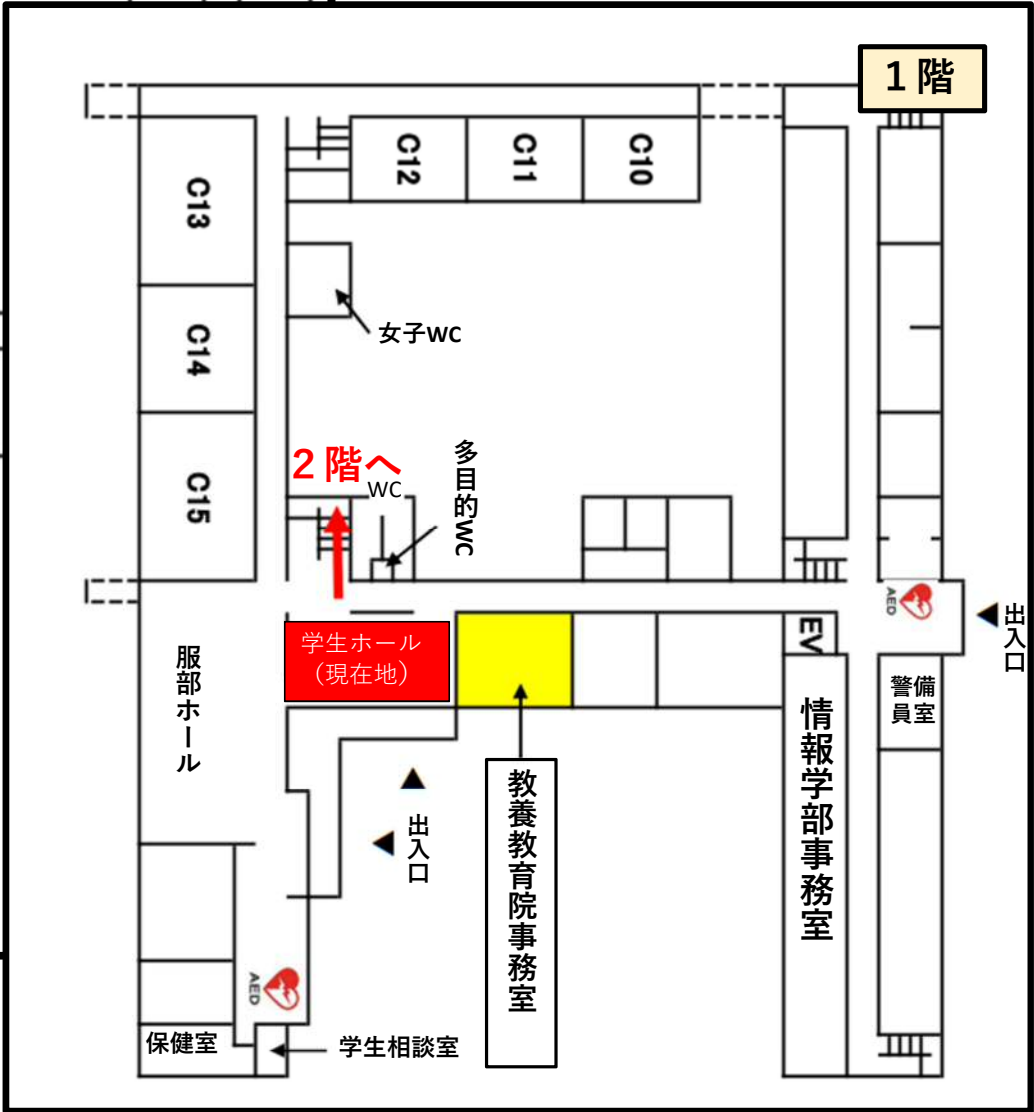 1階
C12
C11
C10
C13
C14
C15
女子WC
2階へ
WC
多目的WC
学生ホール
（現在地）
服部ホール
EV
AED
出入口
警備
員室
情報学部事務室
教養教育院事務室
出入口
AED
保健室
学生相談室